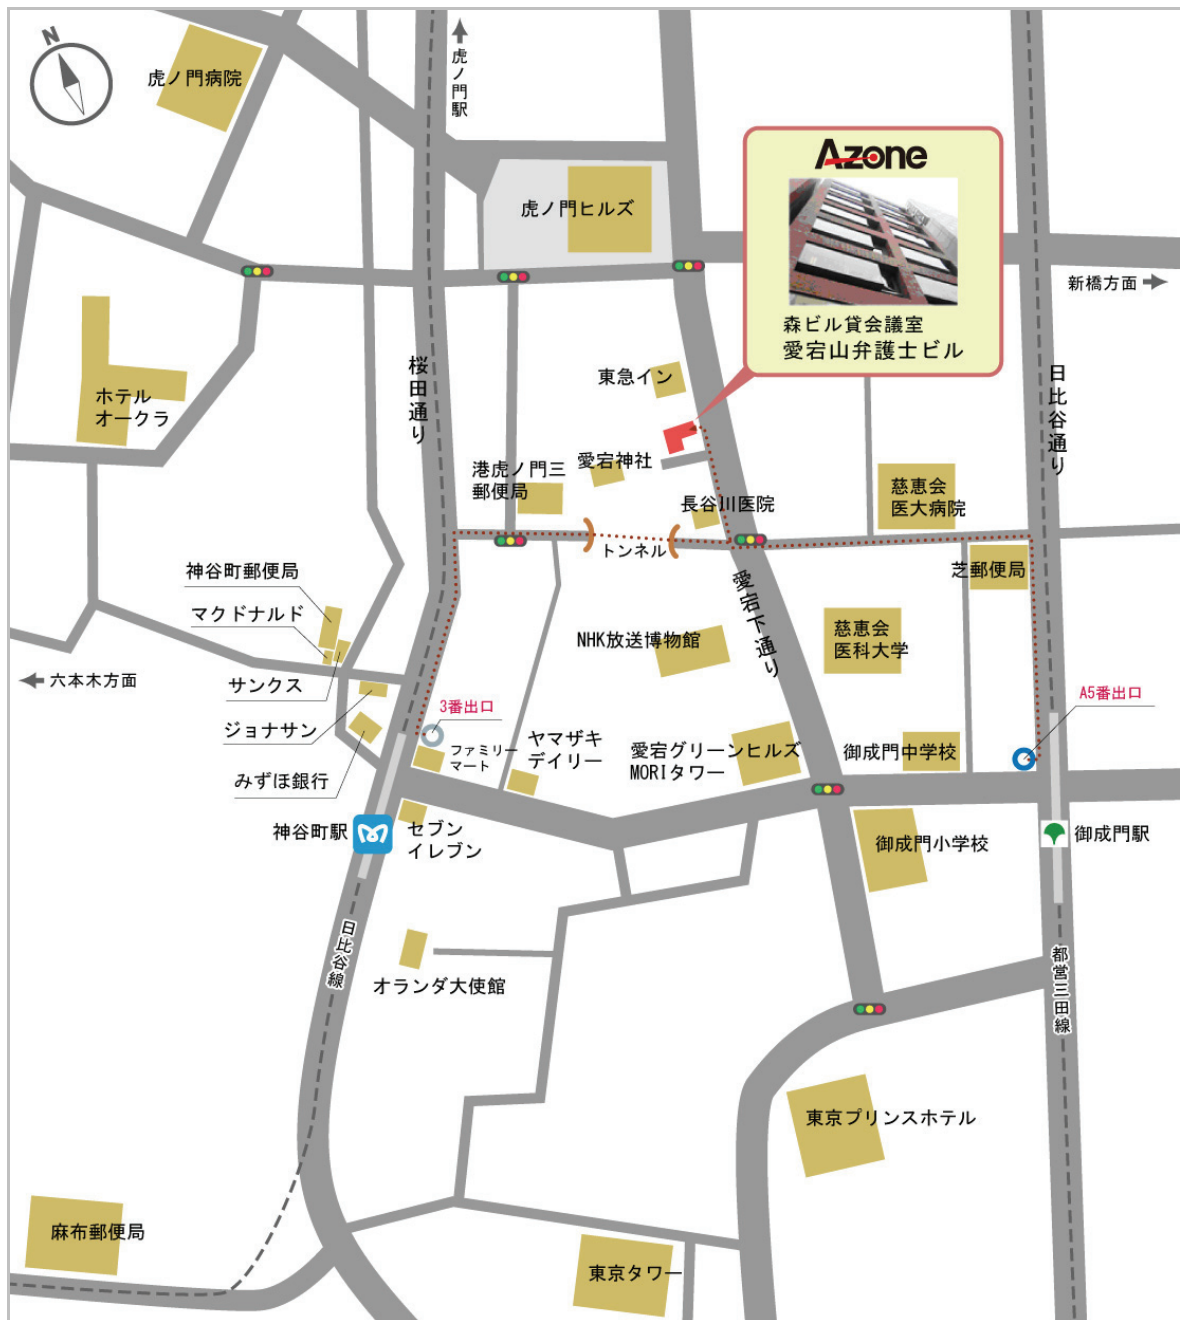 N
虎ノ門病院
虎ノ門駅
Azone
虎ノ門ヒルズ
新橋方面
森ビル貸会議室
愛宕山弁護士ビル
桜田通り
東急イン
日比谷通り
ホテル
オークラ
港虎ノ門三
郵便局
愛宕神社
長谷川医院
慈恵会
医大病院
トンネル
神谷町郵便局
芝郵便局
マクドナルド
愛宕下通り
NHK放送博物館
慈恵会
医科大学
六本木方面
サンクス
3番出口
A5番出口
ジョナサン
ファミリー
マート
ヤマザキ
デイリー
愛宕グリーンヒルズ
MORIタワー
御成門中学校
みずほ銀行
神谷町駅
セブン
イレブン
御成門小学校
御成門駅
日比谷線
オランダ大使館
都営三田線
東京プリンスホテル
麻布郵便局
東京タワー